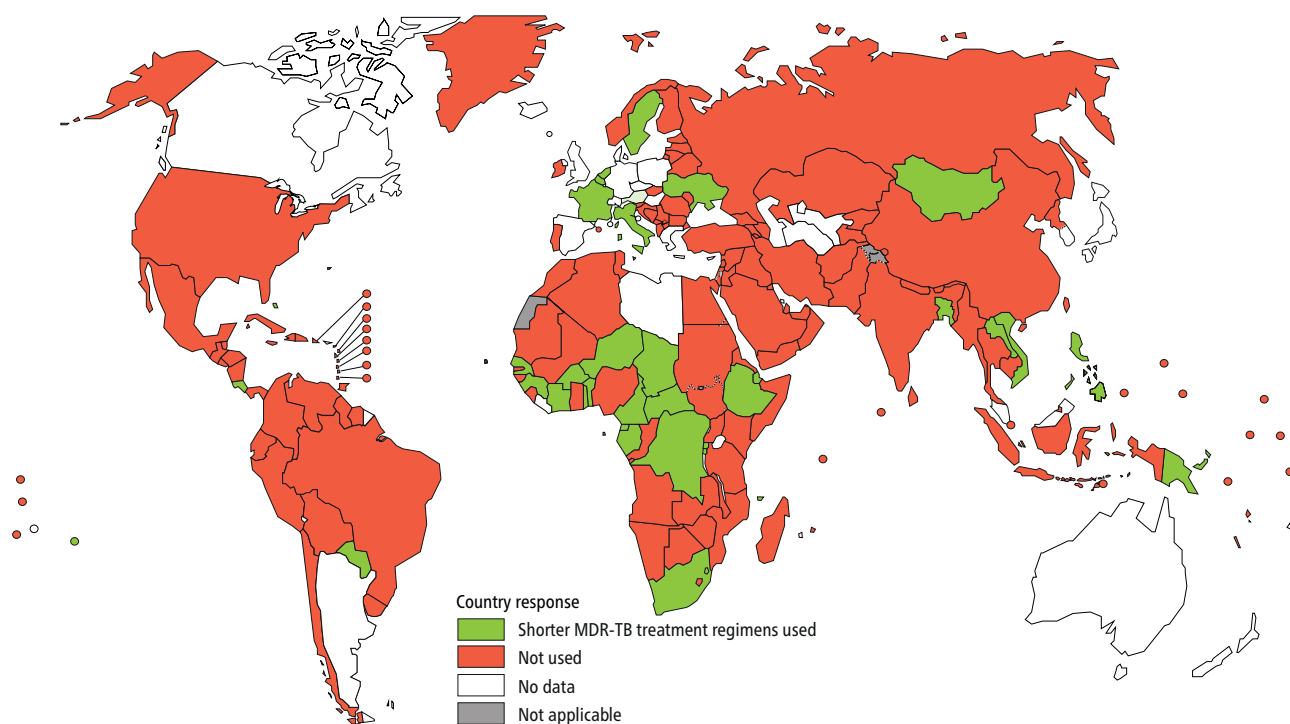 Country response
Shorter MDR-TB treatment regimens used
Not used
No data
Not applicable